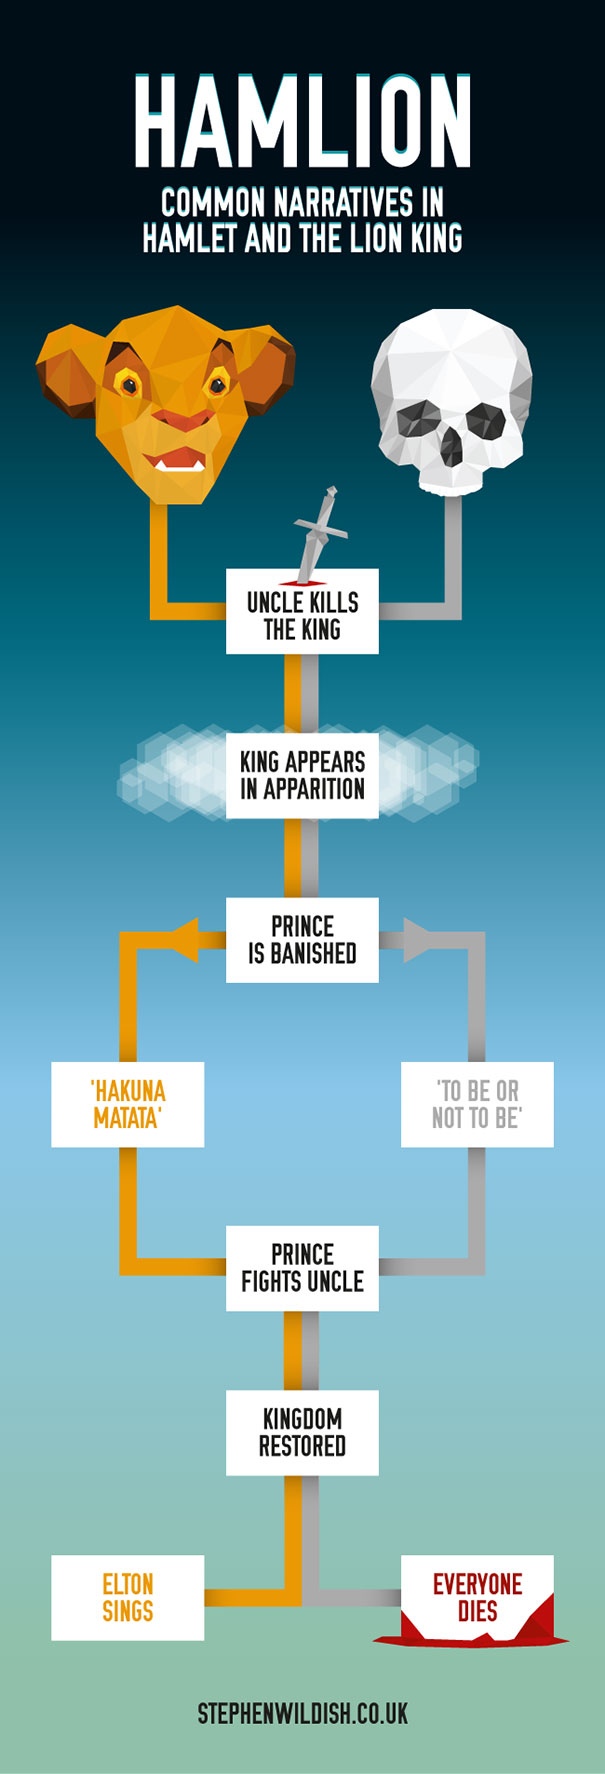 HAMLION
COMMON NARRATIVES IN
HAMLET AND THE LION KING
UNCLE KILLS
THE KING
KING APPEARS
IN APPARITION
PRINCE
IS BANISHED
'HAKUNA
MATATA'
'TO BE OR
NOT TO BE'
PRINCE
FIGHTS UNCLE
KINGDOM
RESTORED
ELTON
SINGS
EVERYONE
DIES
STEPHENWILDISH.CO.UK